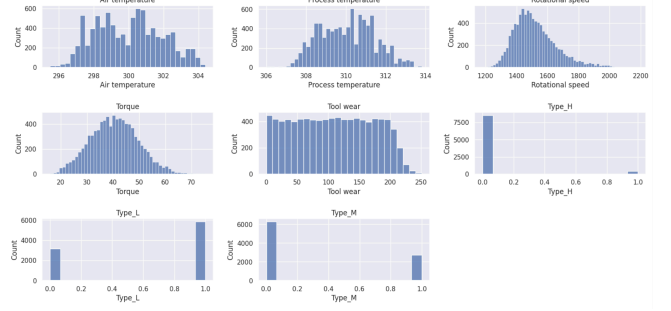 Air temperature
Process temperature
Rotational speed
600
400
200
0
Count
296 298 300 302 304
Air temperature
600
400
200
0
Count
306 308 310 312 314
Process temperature
400
200
0
Count
1200 1400 1600 1800 2000 2200
Rotational speed
Torque
400
200
0
Count
20 30 40 50 60 70
Torque
Tool wear
400
200
0
Count
0 50 100 150 200 250
Tool wear
Type_H
7500
5000
2500
0
Count
0.0 0.2 0.4 0.6 0.8 1.0
Type_H
Type_L
6000
4000
2000
0
Count
0.0 0.2 0.4 0.6 0.8 1.0
Type_L
Type_M
6000
4000
2000
0
Count
0.0 0.2 0.4 0.6 0.8 1.0
Type_M